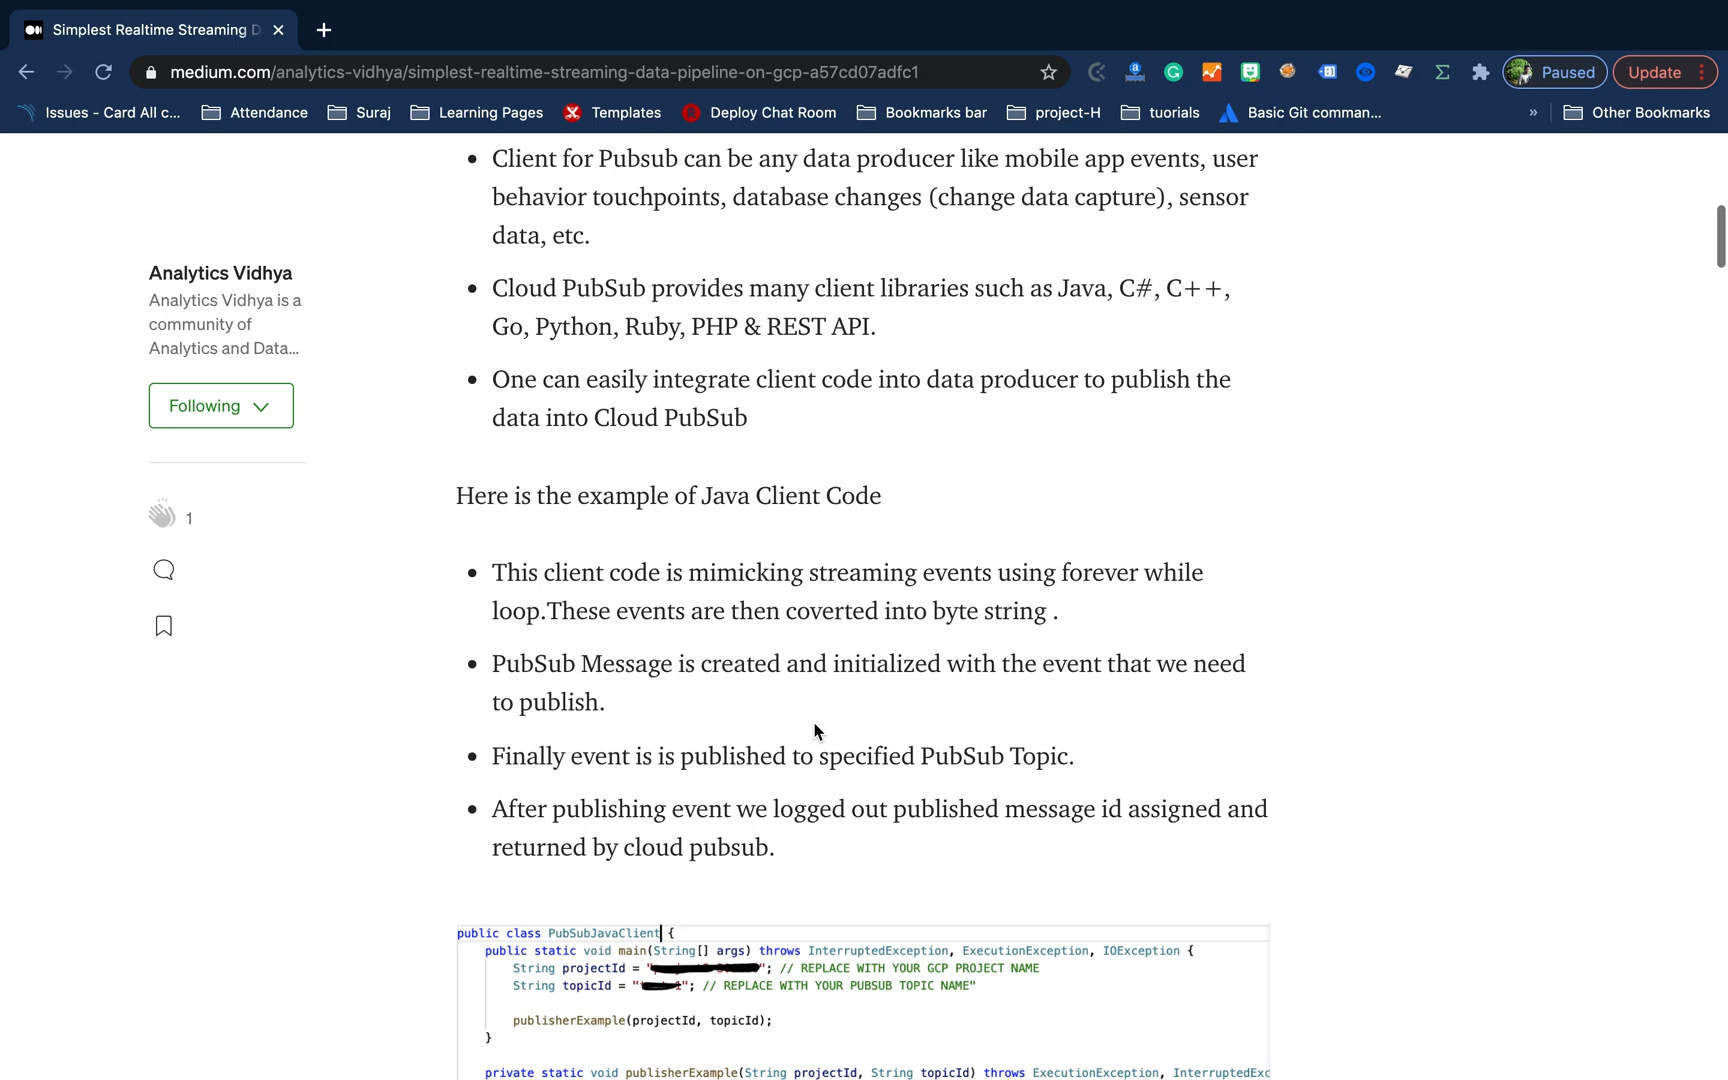 Simplest Realtime Streaming D
medium.com/analytics-vidhya/simplest-realtime-streaming-data-pipeline-on-gcp-a57cd07adfc1
Paused
Update
Issues - Card All c...
Attendance
Suraj
Learning Pages
Templates
Deploy Chat Room
Bookmarks bar
project-H
tuorials
Basic Git comman...
»
Other Bookmarks
Analytics Vidhya
Analytics Vidhya is a
community of
Analytics and Data...
Following
1
• Client for Pubsub can be any data producer like mobile app events, user
behavior touchpoints, database changes (change data capture), sensor
data, etc.
• Cloud PubSub provides many client libraries such as Java, C#, C++,
Go, Python, Ruby, PHP & REST API.
• One can easily integrate client code into data producer to publish the
data into Cloud PubSub
Here is the example of Java Client Code
• This client code is mimicking streaming events using forever while
loop.These events are then coverted into byte string .
• PubSub Message is created and initialized with the event that we need
to publish.
• Finally event is is published to specified PubSub Topic.
• After publishing event we logged out published message id assigned and
returned by cloud pubsub.
public class PubSubJavaClient {
public static void main(String[] args) throws InterruptedException, ExecutionException, IOException {
String projectId = " "; // REPLACE WITH YOUR GCP PROJECT NAME
String topicId = " "; // REPLACE WITH YOUR PUBSUB TOPIC NAME"
publisherExample(projectId, topicId);
}
private static void publisherExample(String projectId, String topicId) throws ExecutionException, InterruptedExc